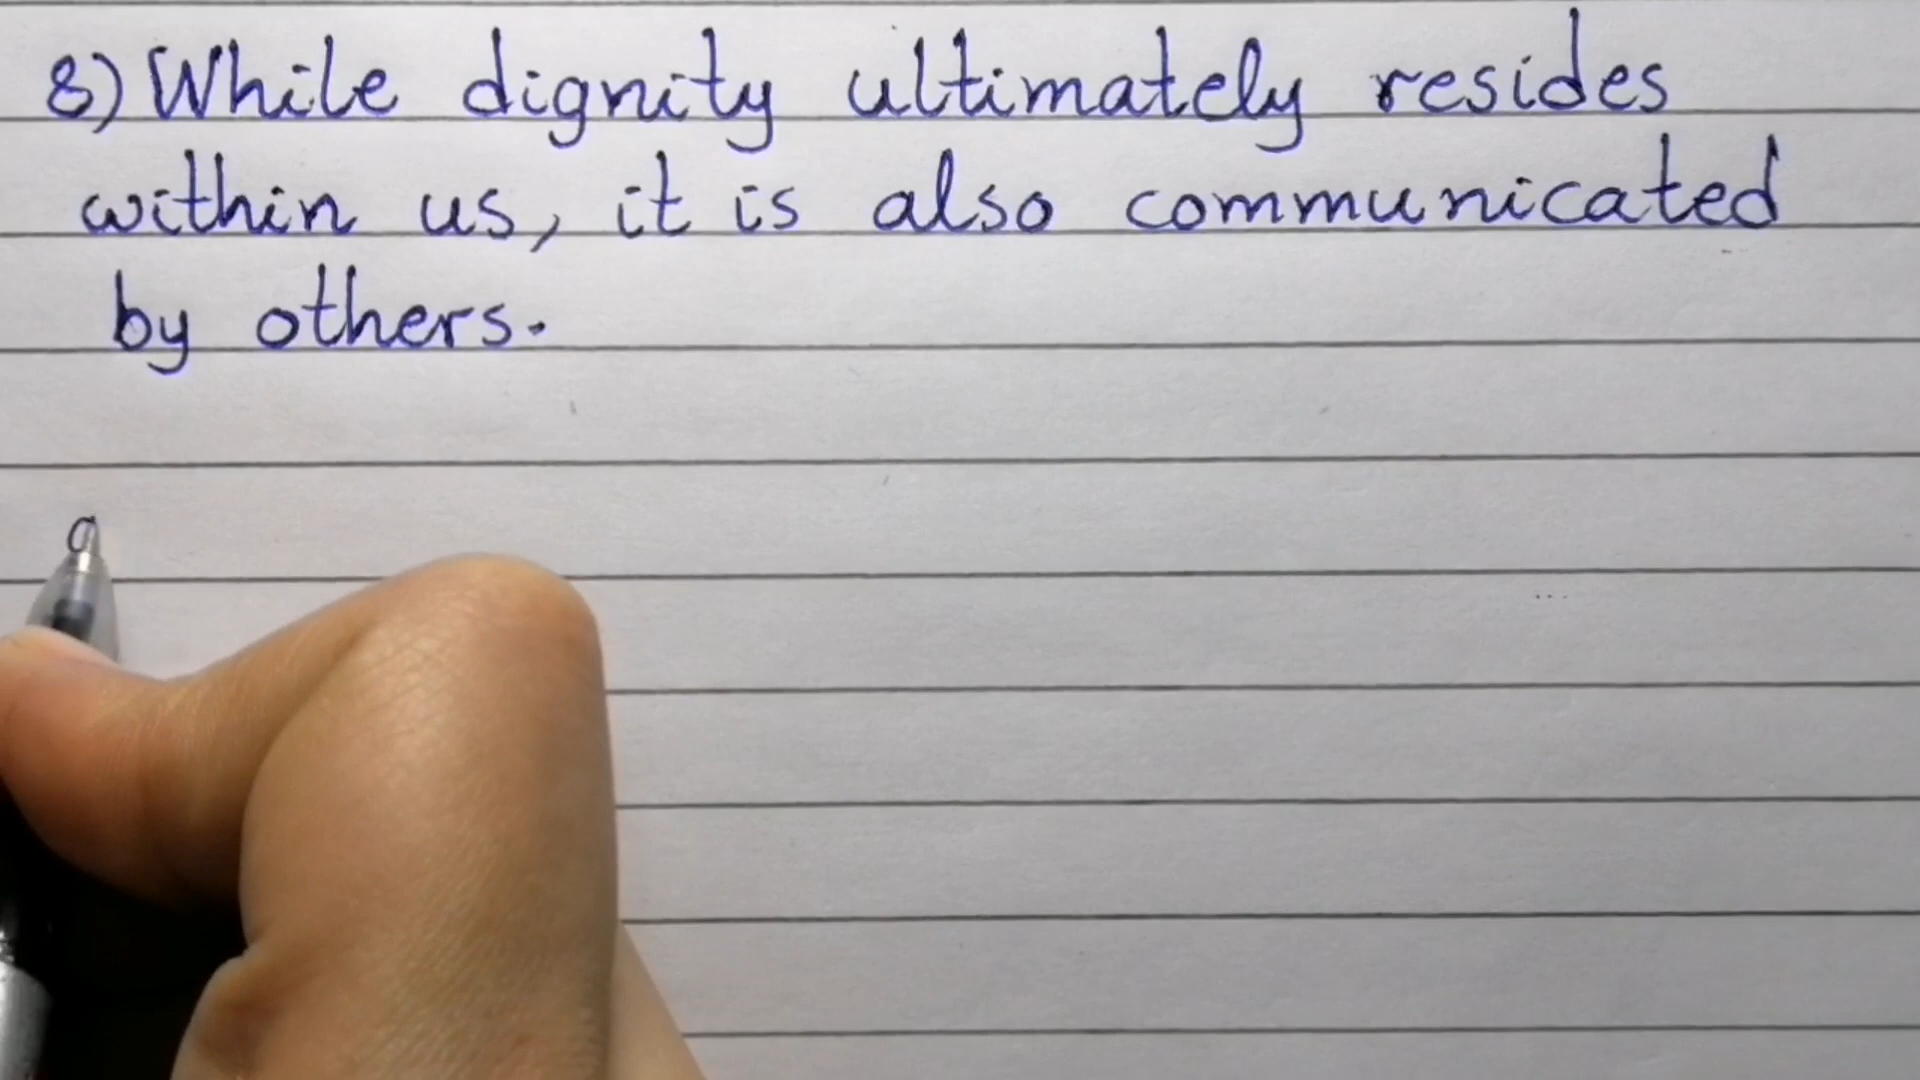 8) While dignity ultimately resides
within us, it is also communicated
by others.